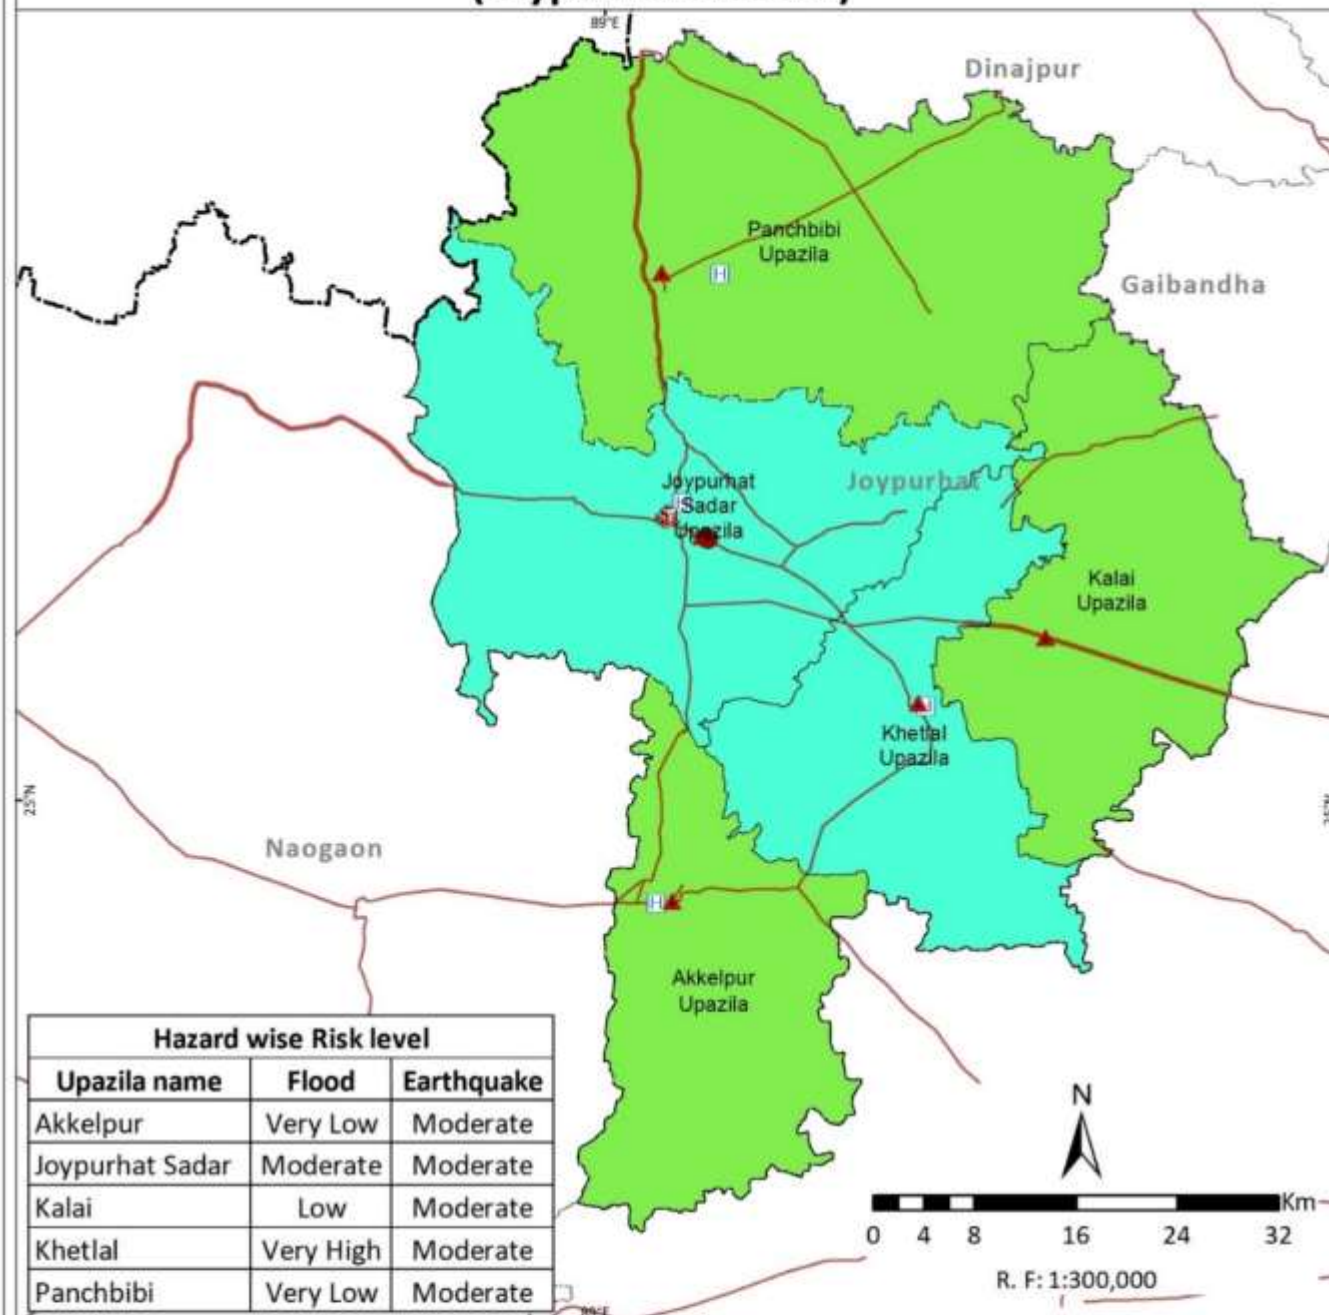 89°E
Dinajpur
Panchbibi
Upazila
H
Gaibandha
Joypurhat
Sadar
Upazila
Joypurhat
Kalai
Upazila
Khetlal
Upazila
25°N
Naogaon
H
Akkelpur
Upazila
Hazard wise Risk level
Upazila name Flood Earthquake
Akkelpur Very Low Moderate
Joypurhat Sadar Moderate Moderate
Kalai Low Moderate
Khetlal Very High Moderate
Panchbibi Very Low Moderate
N
Km
0 4 8 16 24 32
R. F: 1:300,000